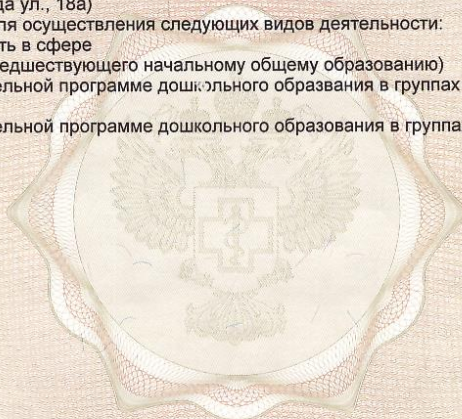 да ул., 18а)
ля осуществления следующих видов деятельности:
ть в сфере
едшествующего начальному общему образованию)
ельной программе дошкольного образвания в группах
ельной программе дошкольного образования в группа